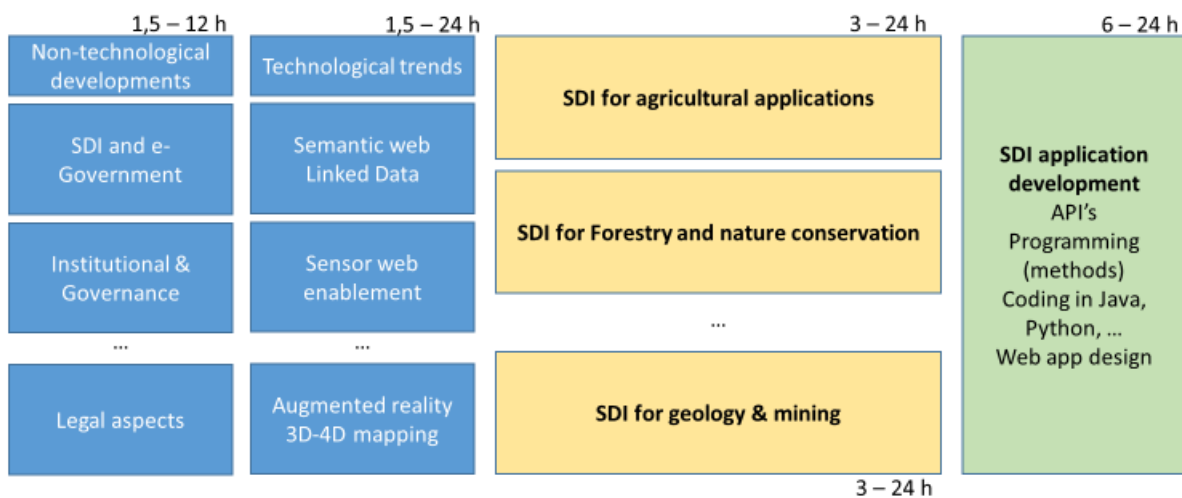 1,5 – 12 h
Non-technological
developments
SDI and e-
Government
Institutional &
Governance
...
Legal aspects
1,5 – 24 h
Technological trends
Semantic web
Linked Data
Sensor web
enablement
...
Augmented reality
3D-4D mapping
3 – 24 h
SDI for agricultural applications
SDI for Forestry and nature conservation
...
SDI for geology & mining
3 – 24 h
6 – 24 h
SDI application
development
API's
Programming
(methods)
Coding in Java,
Python, ...
Web app design